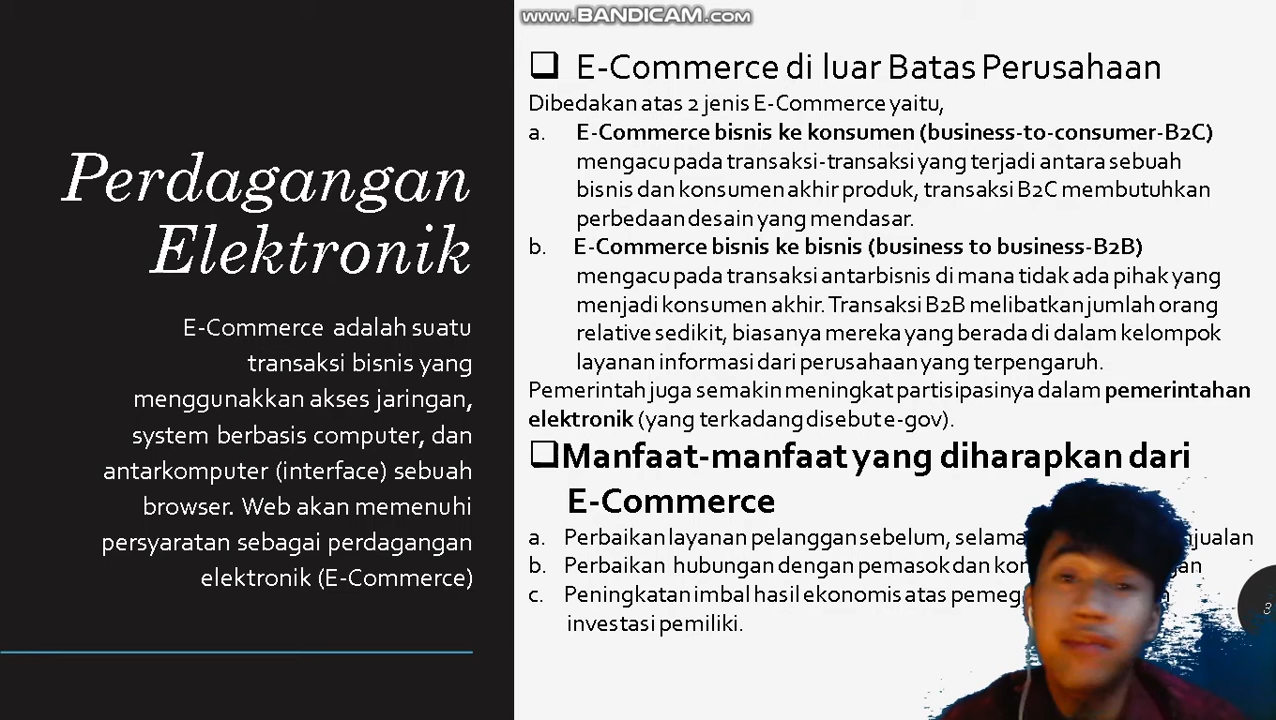 www.BANDICAM.com
Perdagangan
Elektronik
E-Commerce adalah suatu
transaksi bisnis yang
menggunakkan akses jaringan,
system berbasis computer, dan
antarkomputer (interface) sebuah
browser. Web akan memenuhi
persyaratan sebagai perdagangan
elektronik (E-Commerce)
E-Commerce di luar Batas Perusahaan
Dibedakan atas 2 jenis E-Commerce yaitu,
a. E-Commerce bisnis ke konsumen (business-to-consumer-B2C)
mengacu pada transaksi-transaksi yang terjadi antara sebuah
bisnis dan konsumen akhir produk, transaksi B2C membutuhkan
perbedaan desain yang mendasar.
b. E-Commerce bisnis ke bisnis (business to business-B2B)
mengacu pada transaksi antarbisnis di mana tidak ada pihak yang
menjadi konsumen akhir. Transaksi B2B melibatkan jumlah orang
relative sedikit, biasanya mereka yang berada di dalam kelompok
layanan informasi dari perusahaan yang terpengaruh.
Pemerintah juga semakin meningkat partisipasinya dalam pemerintahan
elektronik (yang terkadang disebut e-gov).
Manfaat-manfaat yang diharapkan dari
E-Commerce
a. Perbaikan layanan pelanggan sebelum, selama
b. Perbaikan hubungan dengan pemasok dan
c. Peningkatan imbal hasil ekonomis atas
investasi pemiliki.
3